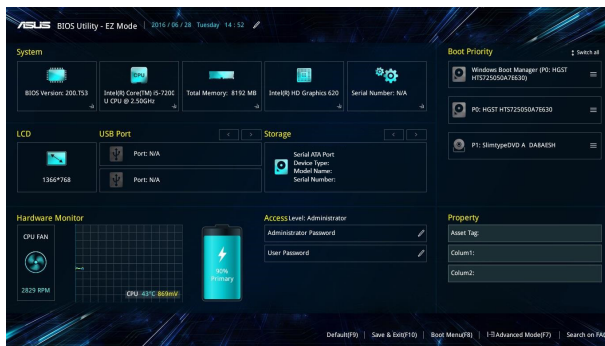 ASUS BIOS Utility - EZ Mode 2016 / 06 / 28 Tuesday 14 : 52
System
BIOS Version: 200.T53
CPU
Intel(R) Core(TM) i5-7200
U CPU @ 2.50GHz
Total Memory: 8192 MB
Intel(R) HD Graphics 620
Serial Number: N/A
Boot Priority
Switch all
Windows Boot Manager (P0: HGST
HTS725050A76630)
P0: HGST HTS725050A7E630
P1: SlimtypeDVD A DA8AESH
LCD
1366*768
USB Port
Port: N/A
Port: N/A
Storage
Serial ATA Port
Device Type:
Model Name:
Serial Number:
Hardware Monitor
CPU FAN
2829 RPM
CPU 43°C 869mV
90%
Primary
Access Level: Administrator
Administrator Password
User Password
Property
Asset Tag:
Colum1:
Colum2:
Default(F9) Save & Exit(F10) Boot Menu(F8) Advanced Mode(F7) Search on FAQ